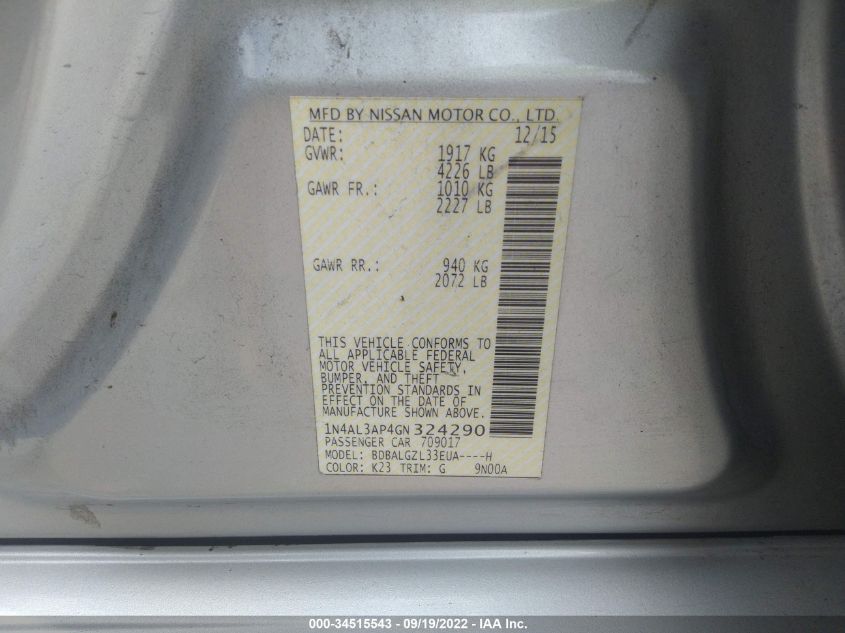 MFD BY NISSAN MOTOR CO., LTD.
DATE: 12/15
GVWR: 1917 KG
4226 LB
GAWR FR.: 1010 KG
2227 LB
GAWR RR.: 940 KG
2072 LB
THIS VEHICLE CONFORMS TO
ALL APPLICABLE FEDERAL
MOTOR VEHICLE SAFETY,
BUMPER, AND THEFT
PREVENTION STANDARDS IN
EFFECT ON THE DATE OF
MANUFACTURE SHOWN ABOVE.
1N4AL3AP4GN324290
PASSENGER CAR 709017
MODEL: BDBALGZL33EUA----H
COLOR: K23 TRIM: G 9N00A
000-34515543 - 09/19/2022 - IAA Inc.